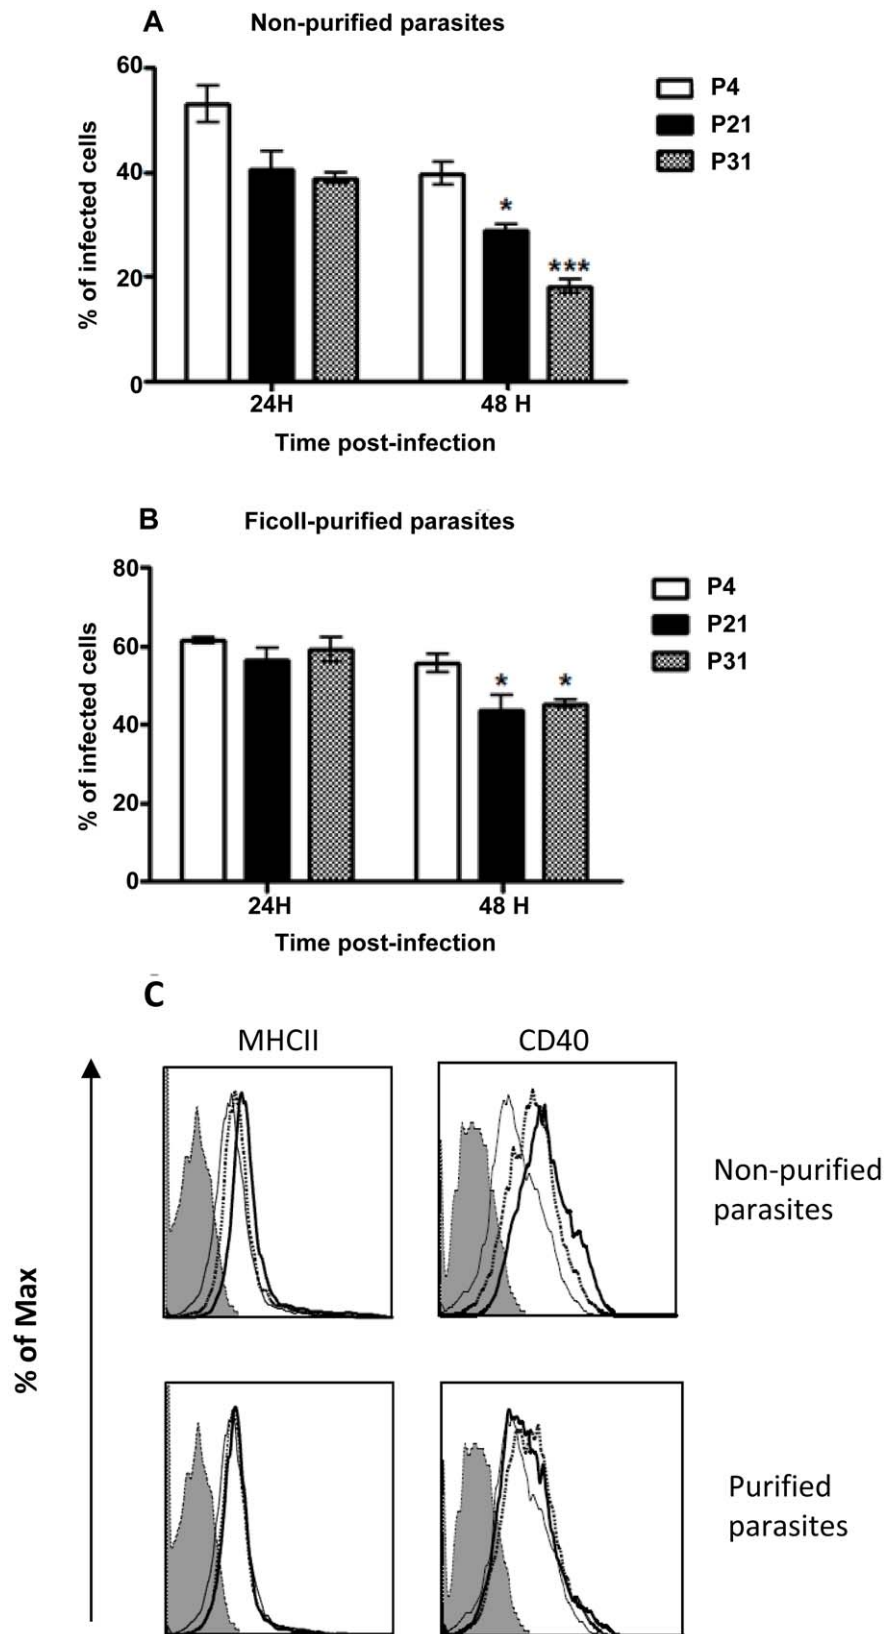 A
Non-purified parasites
% of infected cells
60
40
20
0
*
***
P4
P21
P31
24H
48 H
Time post-infection
B
Ficoll-purified parasites
% of infected cells
80
60
40
20
0
*
*
P4
P21
P31
24H
48 H
Time post-infection
C
MHCII
CD40
% of Max
Non-purified
parasites
Purified
parasites